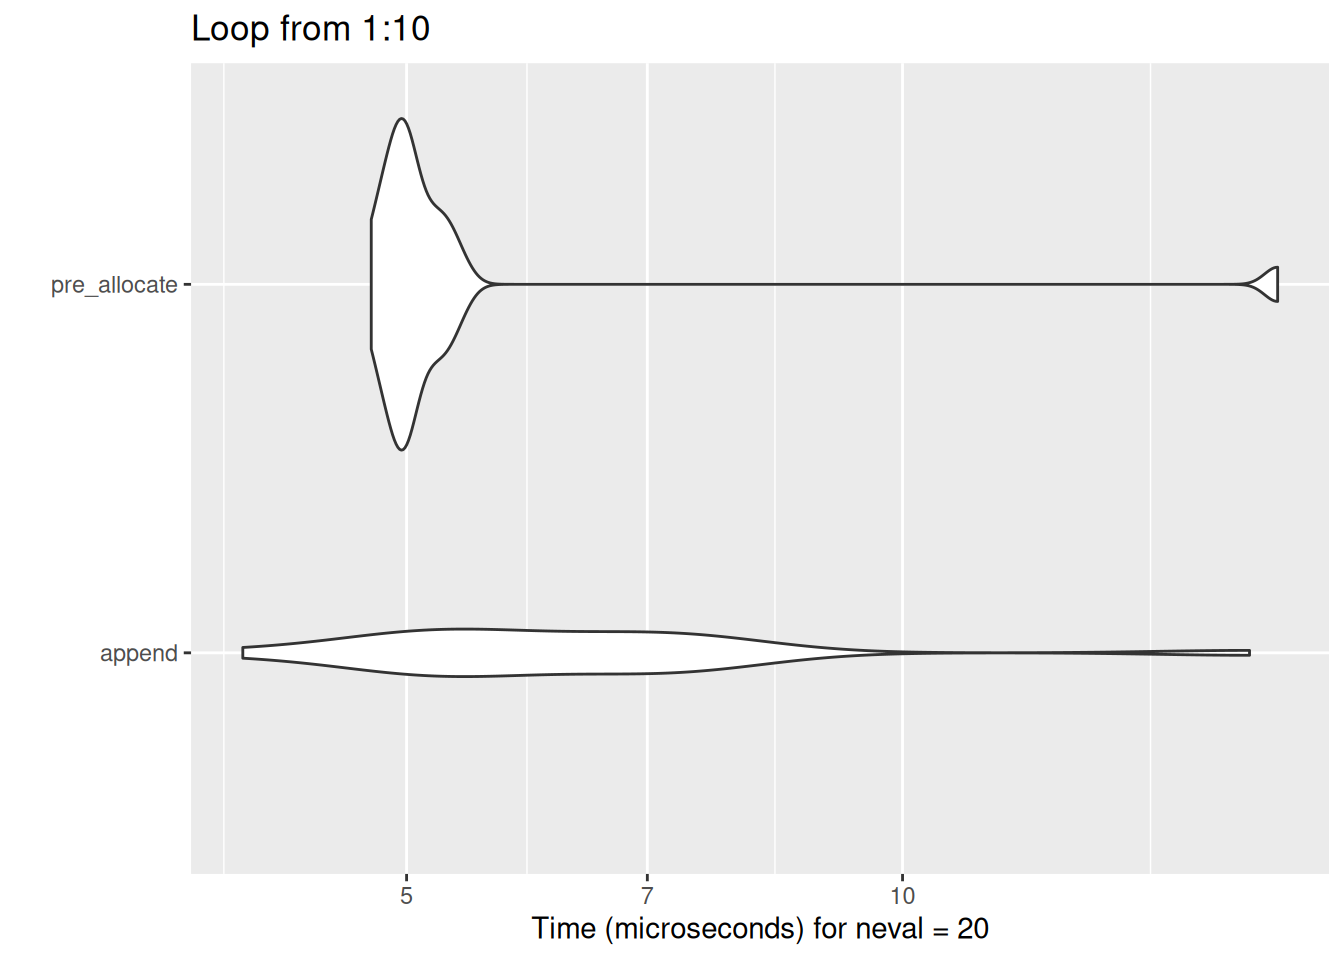 Loop from 1:10
pre_allocate
append
5 7 10
Time (microseconds) for neval = 20